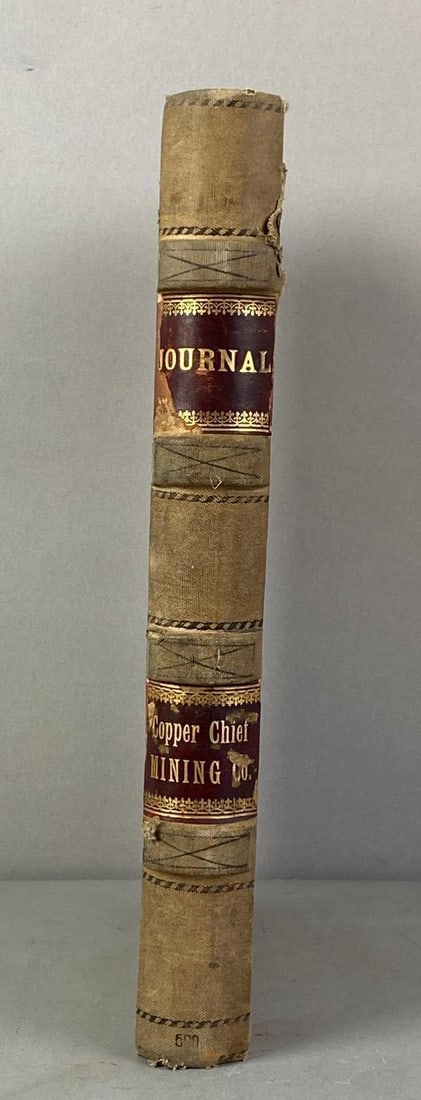 JOURNAL
Copper Chief
MINING Co.
500